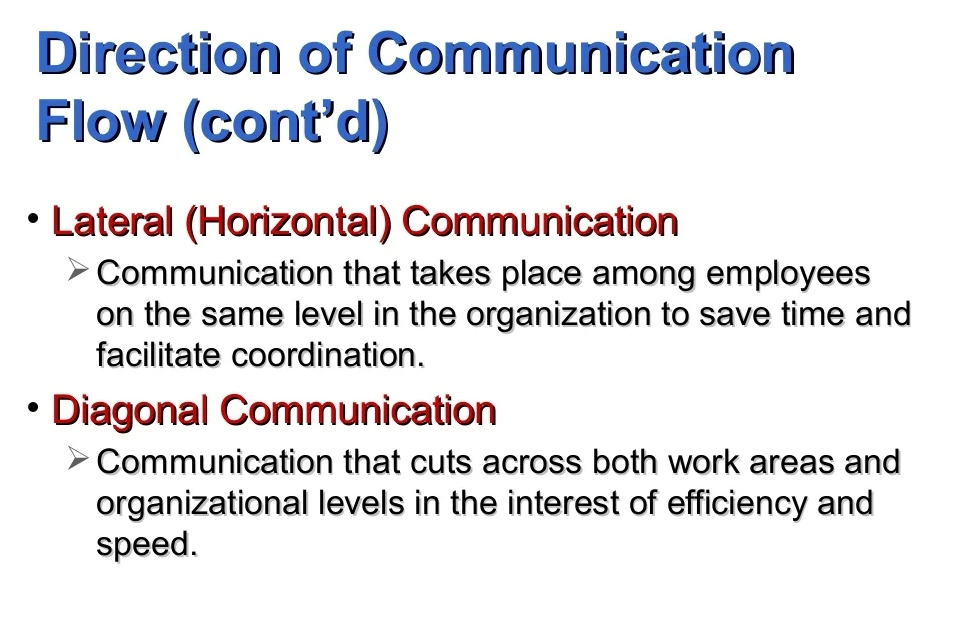 Direction of Communication
Flow (cont’d)
• Lateral (Horizontal) Communication
➢ Communication that takes place among employees
on the same level in the organization to save time and
facilitate coordination.
• Diagonal Communication
➢ Communication that cuts across both work areas and
organizational levels in the interest of efficiency and
speed.